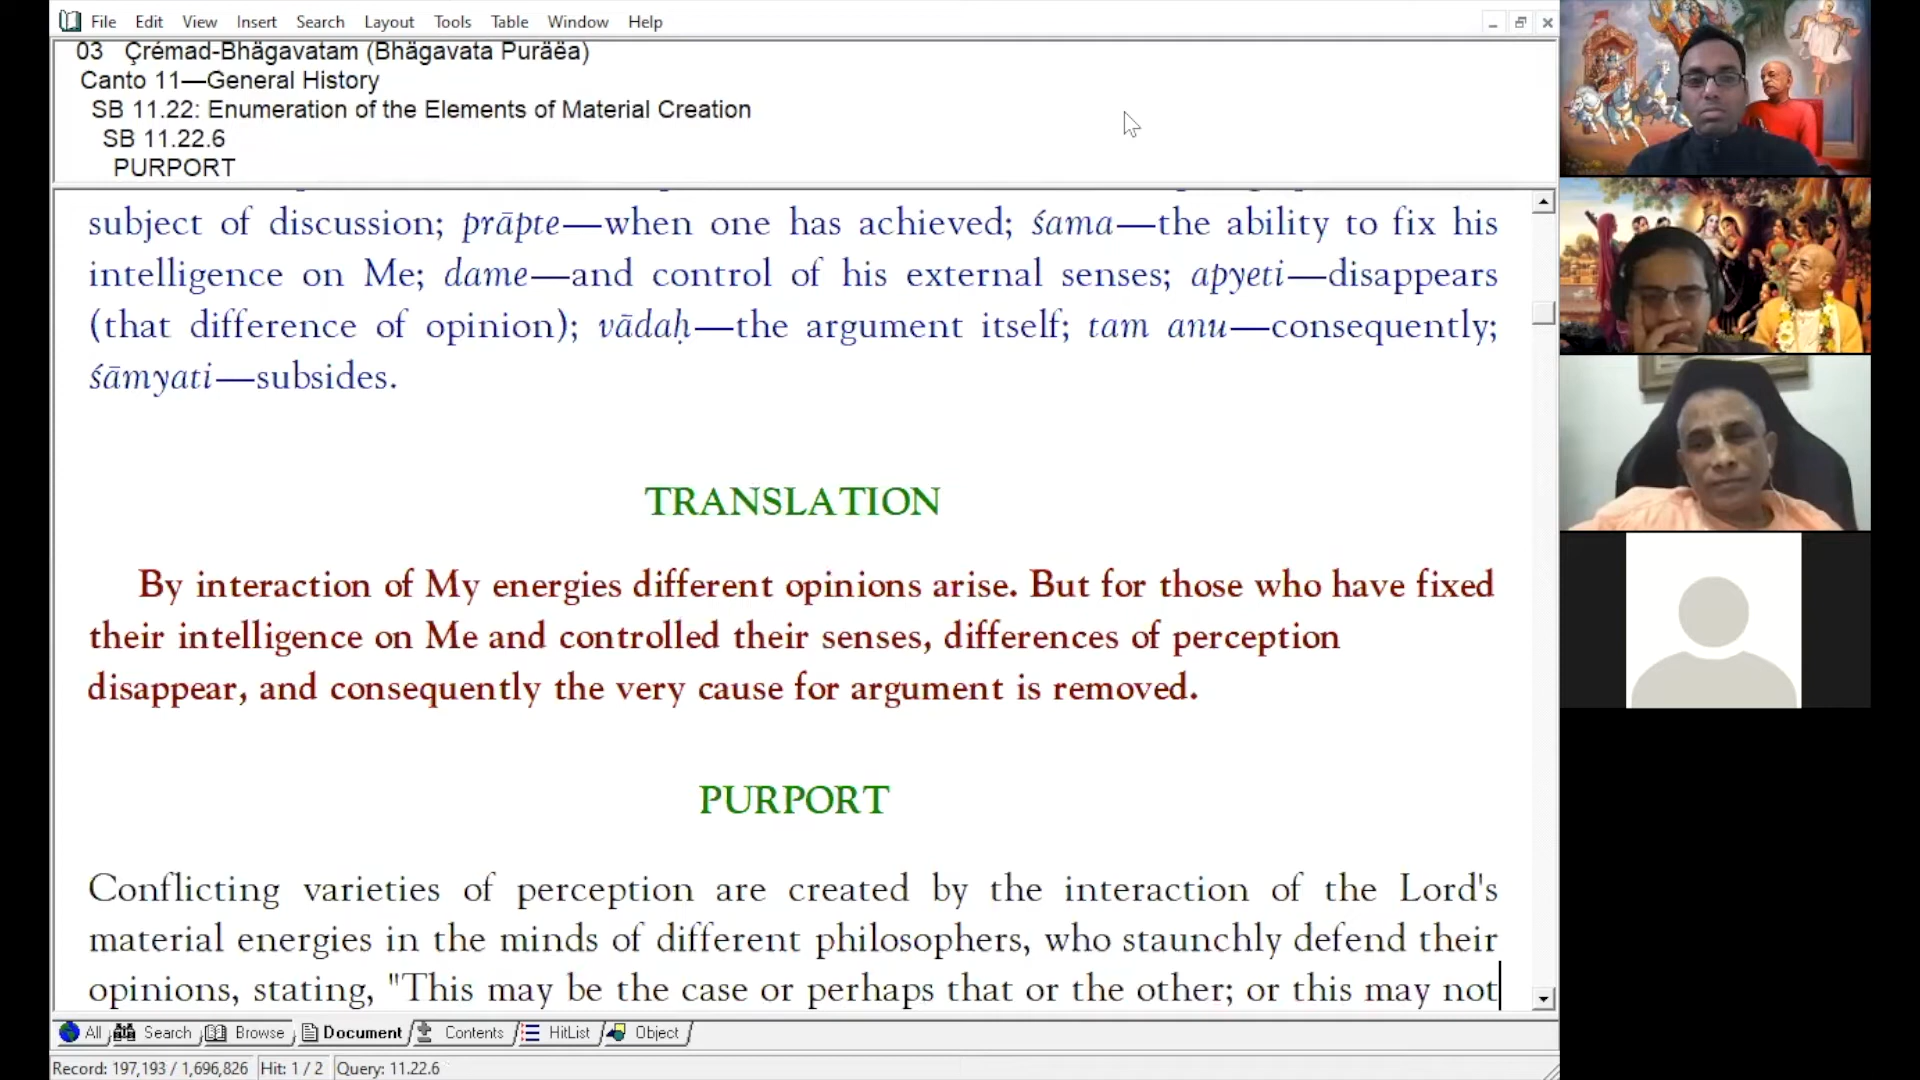 File Edit View Insert Search Layout Tools Table Window Help
03 Çrémad-Bhägavatam (Bhägavata Puräëa)
Canto 11—General History
SB 11.22: Enumeration of the Elements of Material Creation
SB 11.22.6
PURPORT
subject of discussion; prāpte—when one has achieved; śama—the ability to fix his
intelligence on Me; dame—and control of his external senses; apyeti—disappears
(that difference of opinion); vādaḥ—the argument itself; tam anu—consequently;
śāmyati—subsides.
TRANSLATION
By interaction of My energies different opinions arise. But for those who have fixed
their intelligence on Me and controlled their senses, differences of perception
disappear, and consequently the very cause for argument is removed.
PURPORT
Conflicting varieties of perception are created by the interaction of the Lord's
material energies in the minds of different philosophers, who staunchly defend their
opinions, stating, "This may be the case or perhaps that or the other; or this may not
All Search Browse Document Contents HitList Object
Record: 197,193 / 1,696,826 Hit: 1 / 2 Query: 11.22.6